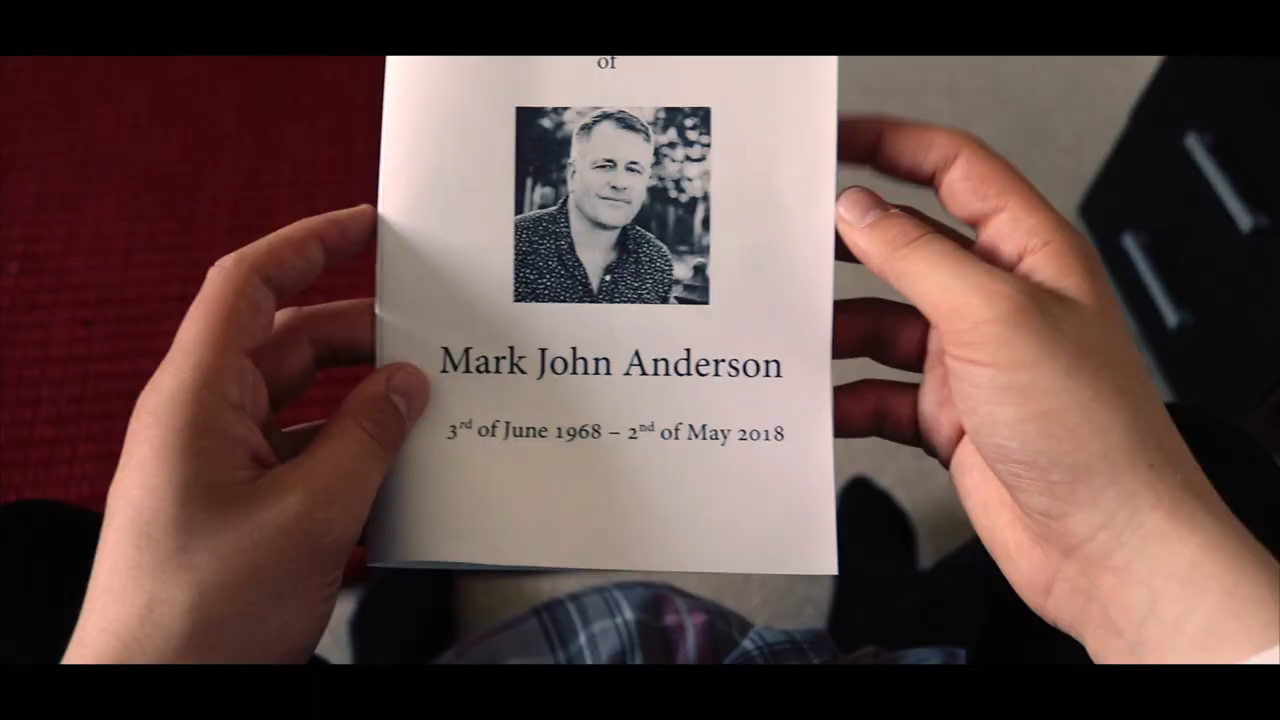 of
Mark John Anderson
3rd of June 1968 – 2nd of May 2018